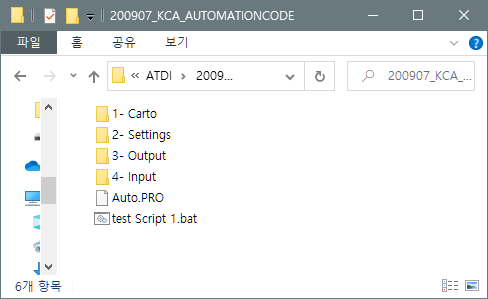 200907_KCA_AUTOMATIONCODE
파일 홈 공유 보기
« ATDI > 2009... 200907_KCA_...
1- Carto
2- Settings
3- Output
4- Input
Auto.PRO
test Script 1.bat
6개 항목